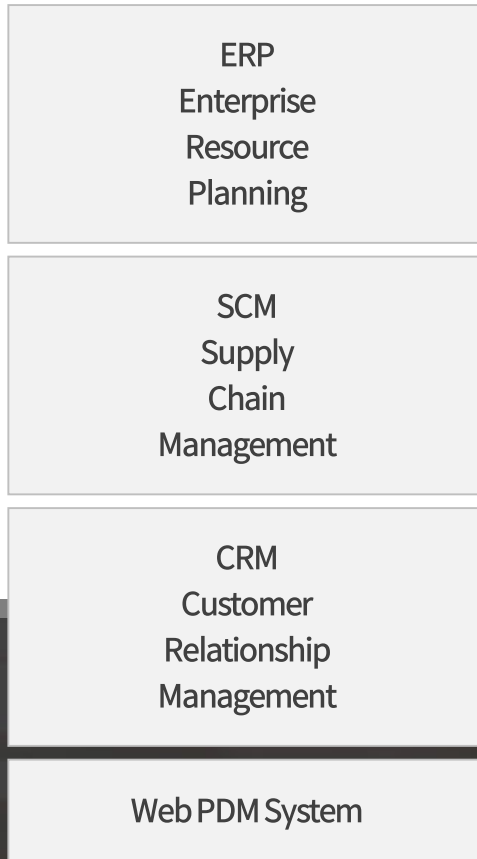 ERP
Enterprise
Resource
Planning
SCM
Supply
Chain
Management
CRM
Customer
Relationship
Management
Web PDM System